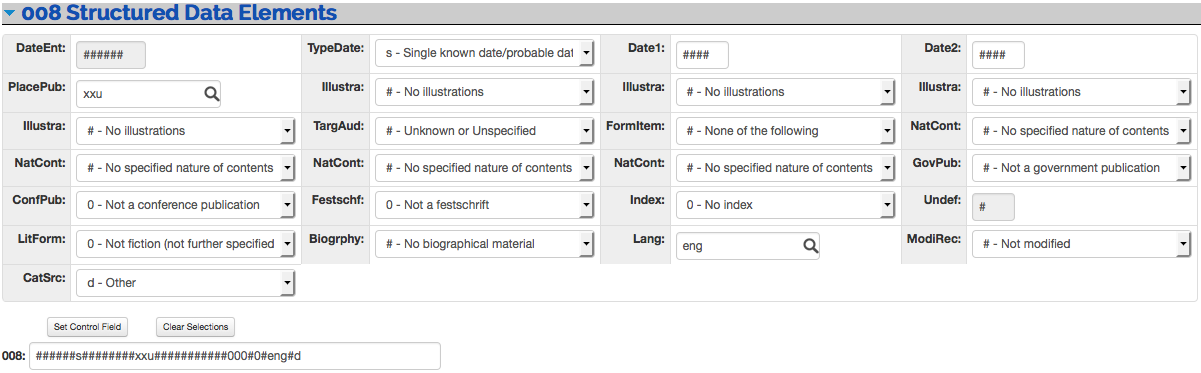 008 Structured Data Elements
DateEnt: ###### TypeDate: s - Single known date/probable dat Date1: #### Date2: ####
PlacePub: xxu Illustra: # - No illustrations Illustra: # - No illustrations Illustra: # - No illustrations
Illustra: # - No illustrations TargAud: # - Unknown or Unspecified FormItem: # - None of the following NatCont: # - No specified nature of contents
NatCont: # - No specified nature of contents NatCont: # - No specified nature of contents NatCont: # - No specified nature of contents GovPub: # - Not a government publication
ConfPub: 0 - Not a conference publication Festschf: 0 - Not a festschrift Index: 0 - No index Undef: #
LitForm: 0 - Not fiction (not further specified Biogrphy: # - No biographical material Lang: eng ModiRec: # - Not modified
CatSrc: d - Other
Set Control Field Clear Selections
008: ######s########xxu###########000#0#eng#d